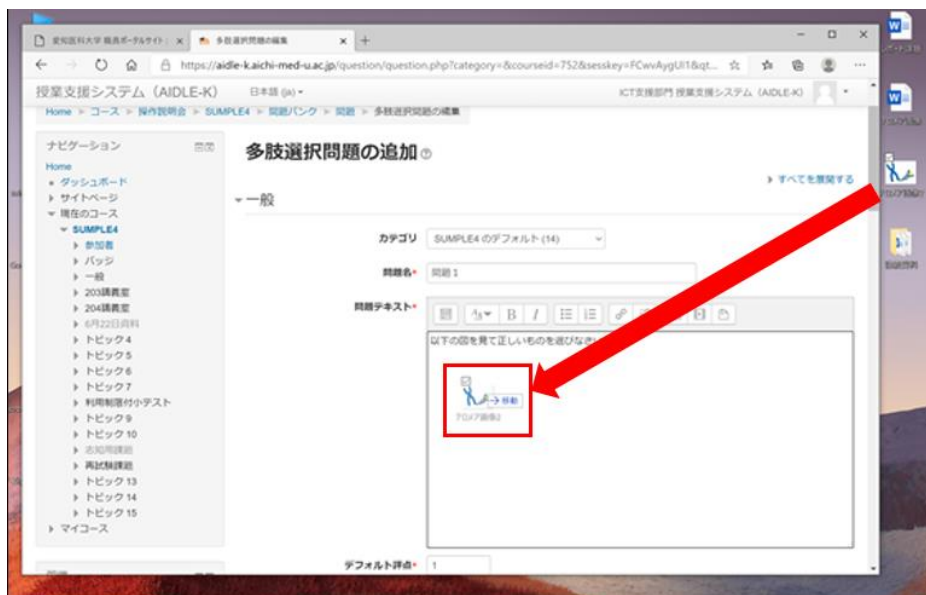 愛知医科大学 職員ポータルサイト
多肢選択問題の編集
https://aidle-k.aichi-med-u.ac.jp/question/question.php?category=&courseid=752&sesskey=FCwvAygUI1&qt...
授業支援システム (AIDLE-K) 日本語 (ja) ICT支援部門 授業支援システム (AIDLE-K)
Home コース 操作説明会 SUMPLE4 問題バンク 問題 多肢選択問題の編集
ナビゲーション
Home
ダッシュボード
サイトページ
現在のコース
SUMPLE4
参加者
バッジ
一般
203講義室
204講義室
6月22日資料
トピック 4
トピック 5
トピック 6
トピック 7
利用制限付小テスト
トピック 9
トピック 10
志知用課題
再試験課題
トピック 13
トピック 14
トピック 15
マイコース
多肢選択問題の追加
すべてを展開する
一般
カテゴリ SUMPLE4 のデフォルト (14)
問題名 問題 1
問題テキスト
B I
以下の図を見て正しいものを選びなさい
移動
デフォルト評点 1